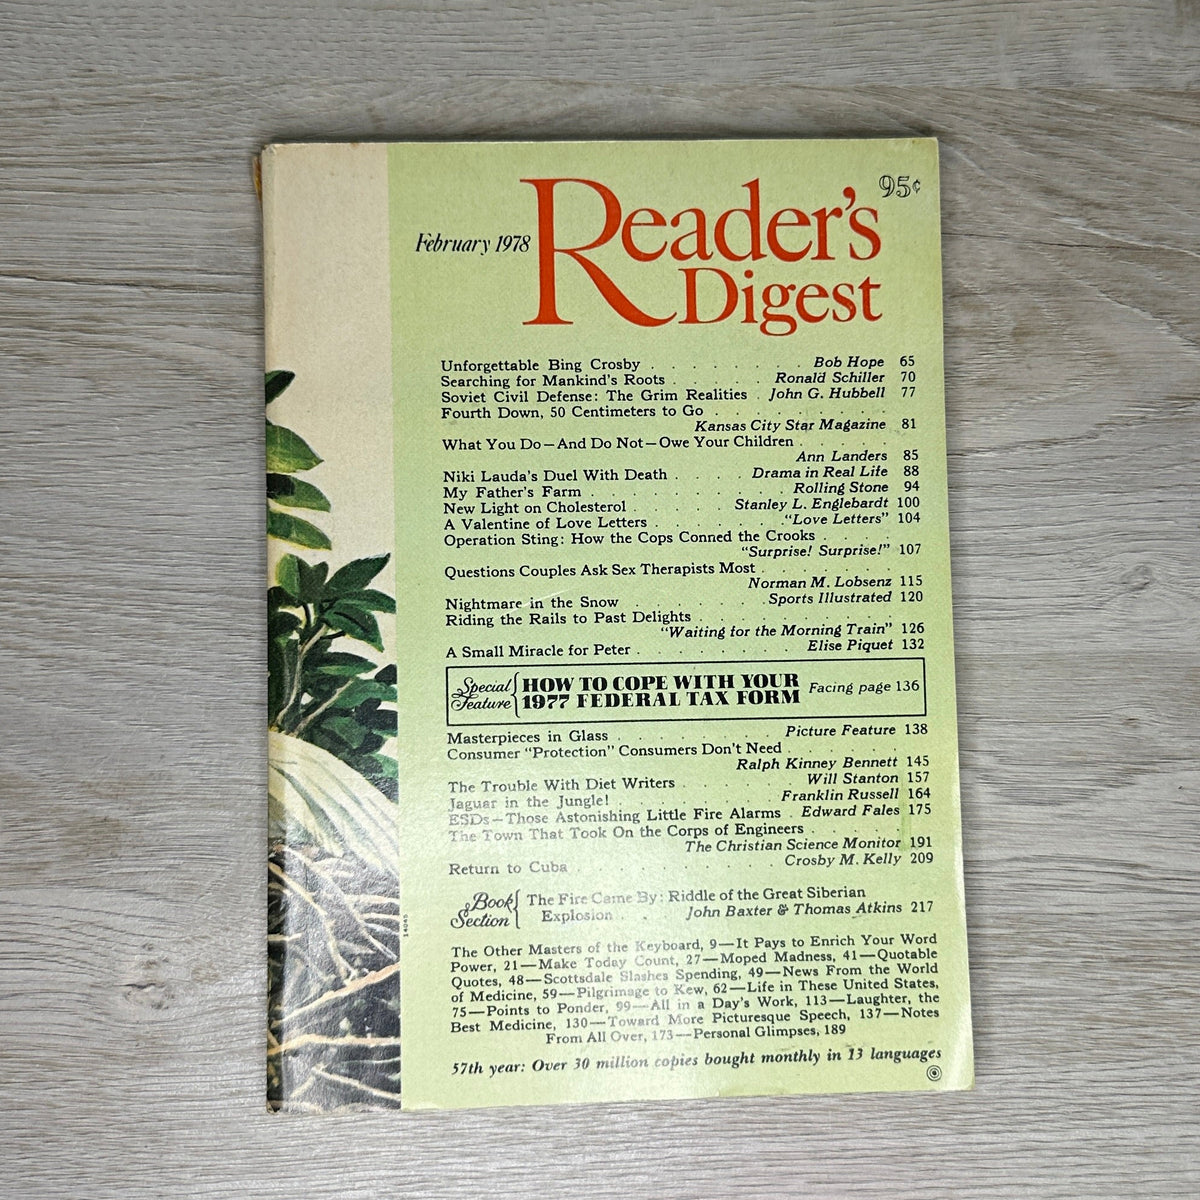 95¢
February 1978
Reader's
Digest
Unforgettable Bing Crosby . . . . . . . Bob Hope 65
Searching for Mankind's Roots . . . . . Ronald Schiller 70
Soviet Civil Defense: The Grim Realities . John G. Hubbell 77
Fourth Down, 50 Centimeters to Go . . . . . . . . .
Kansas City Star Magazine 81
What You Do—And Do Not—Owe Your Children . . . . .
Ann Landers 85
Niki Lauda's Duel With Death . . . . Drama in Real Life 88
My Father's Farm . . . . . . . . . . Rolling Stone 94
New Light on Cholesterol . . . . . Stanley L. Englebardt 100
A Valentine of Love Letters . . . . . . "Love Letters" 104
Operation Sting: How the Cops Conned the Crooks . . . .
"Surprise! Surprise!" 107
Questions Couples Ask Sex Therapists Most . . . . . .
Norman M. Lobsenz 115
Nightmare in the Snow . . . . . . . Sports Illustrated 120
Riding the Rails to Past Delights . . . . . . . . .
"Waiting for the Morning Train" 126
A Small Miracle for Peter . . . . . . . . Elise Piquet 132
Special Feature { HOW TO COPE WITH YOUR
1977 FEDERAL TAX FORM Facing page 136
Masterpieces in Glass . . . . . . . . Picture Feature 138
Consumer "Protection" Consumers Don't Need . . . . .
Ralph Kinney Bennett 145
The Trouble With Diet Writers . . . . . . Will Stanton 157
Jaguar in the Jungle! . . . . . . . . Franklin Russell 164
ESDs—Those Astonishing Little Fire Alarms . Edward Fales 175
The Town That Took On the Corps of Engineers . . . . .
The Christian Science Monitor 191
Return to Cuba . . . . . . . . . . Crosby M. Kelly 209
Book Section { The Fire Came By: Riddle of the Great Siberian
Explosion . . . John Baxter & Thomas Atkins 217
The Other Masters of the Keyboard, 9—It Pays to Enrich Your Word
Power, 21—Make Today Count, 27—Moped Madness, 41—Quotable
Quotes, 48—Scottsdale Slashes Spending, 49—News From the World
of Medicine, 59—Pilgrimage to Kew, 62—Life in These United States,
75—Points to Ponder, 99—All in a Day's Work, 113—Laughter, the
Best Medicine, 130—Toward More Picturesque Speech, 137—Notes
From All Over, 173—Personal Glimpses, 189
57th year: Over 30 million copies bought monthly in 13 languages
14045